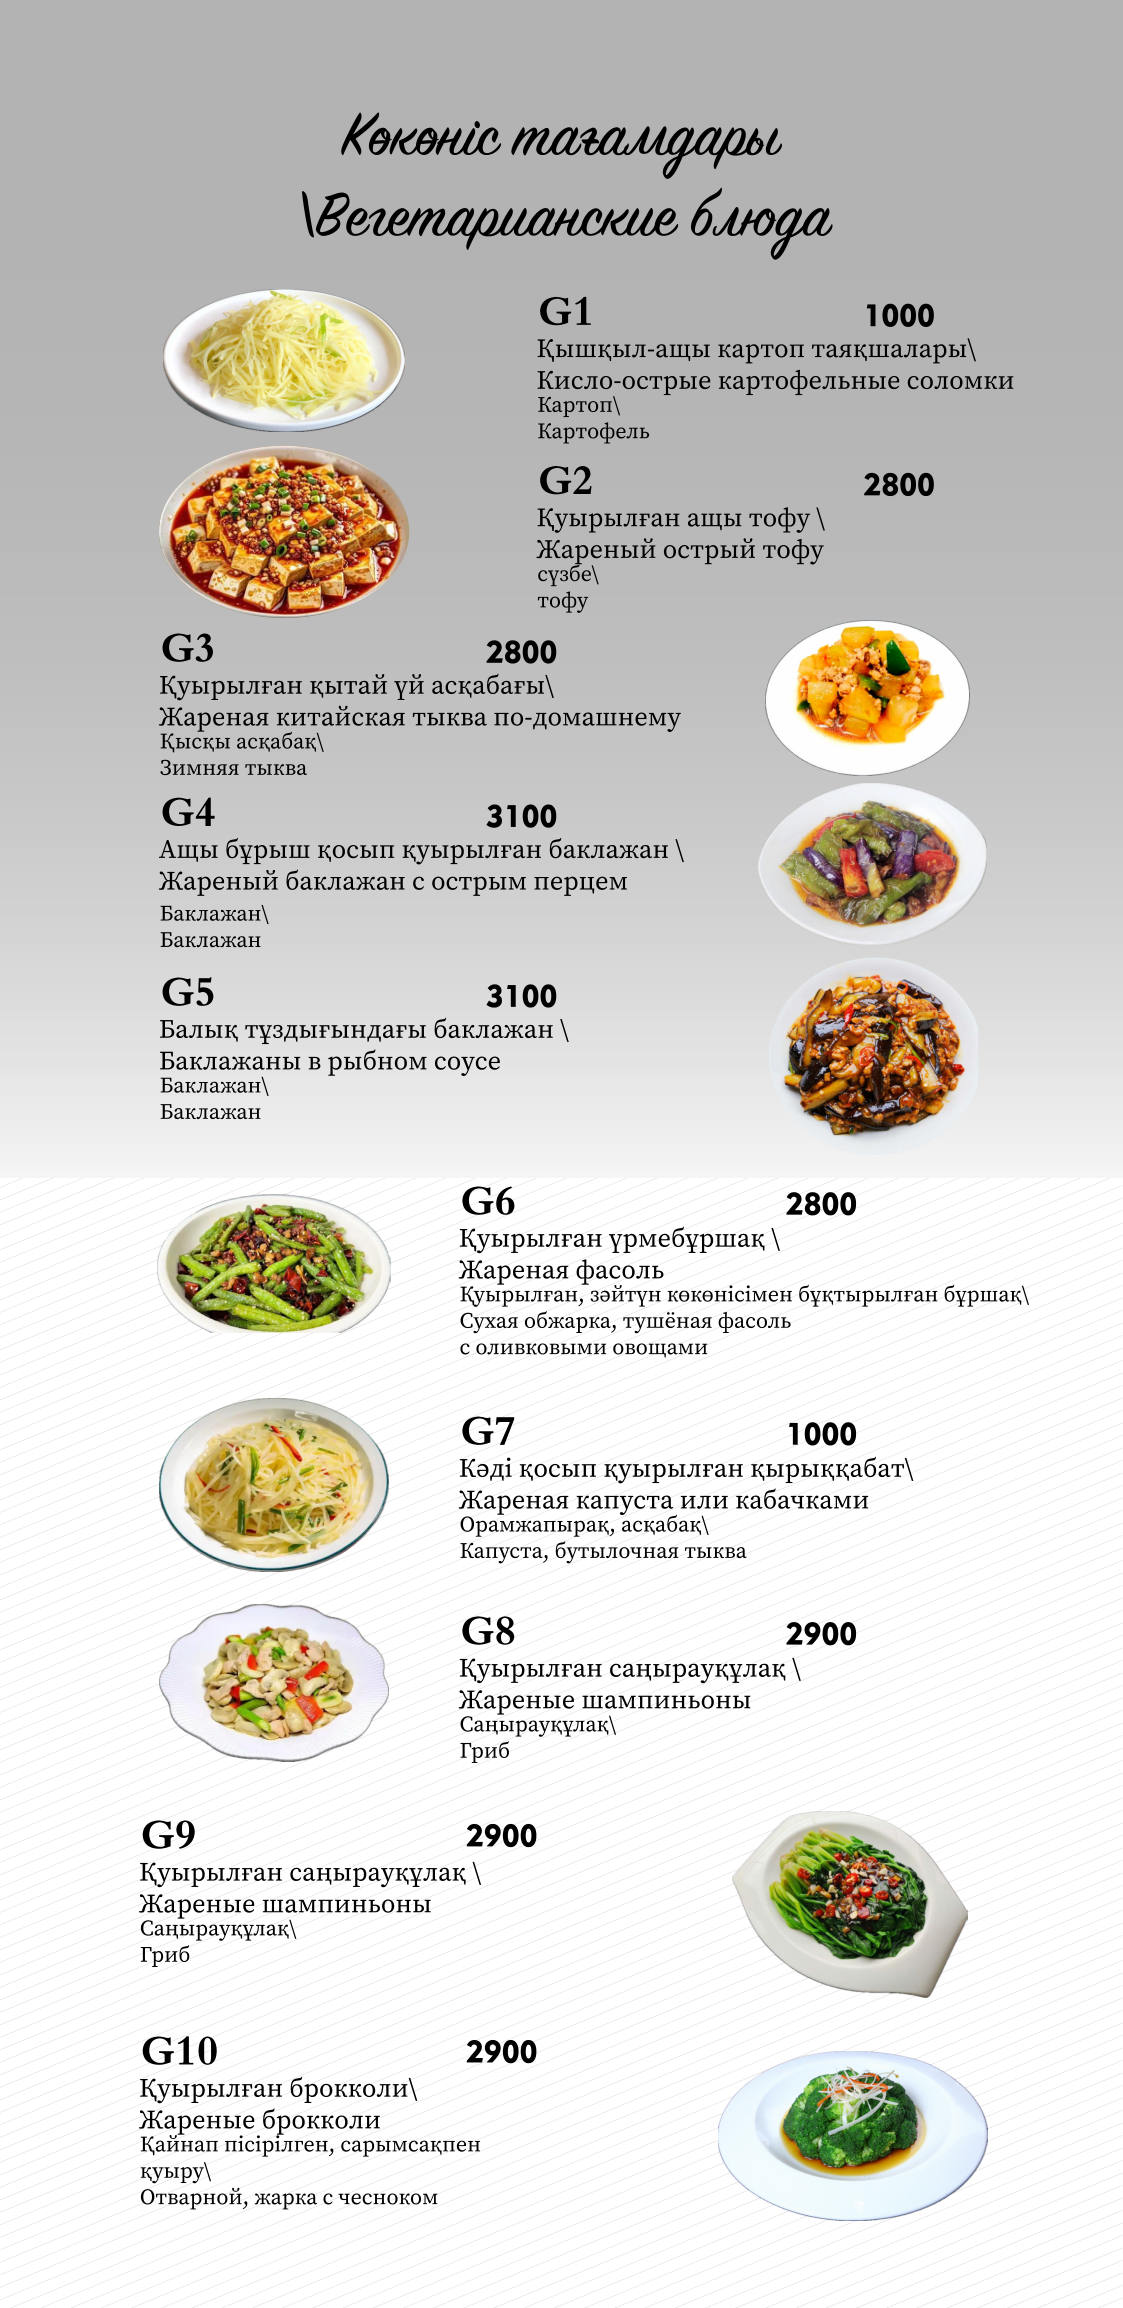 Көкөніс тағамдары
\Вегетарианские блюда
G1 1000
Қышқыл-ащы картоп таяқшалары\
Кисло-острые картофельные соломки
Картоп\
Картофель
G2 2800
Қуырылған ащы тофу \
Жареный острый тофу
сүзбе\
тофу
G3 2800
Қуырылған қытай үй асқабағы\
Жареная китайская тыква по-домашнему
Қысқы асқабақ\
Зимняя тыква
G4 3100
Ащы бұрыш қосып қуырылған баклажан \
Жареный баклажан с острым перцем
Баклажан\
Баклажан
G5 3100
Балық тұздығындағы баклажан \
Баклажаны в рыбном соусе
Баклажан\
Баклажан
G6 2800
Қуырылған үрмебұршақ \
Жареная фасоль
Қуырылған, зәйтүн көкөнісімен бұқтырылған бұршақ\
Сухая обжарка, тушёная фасоль
с оливковыми овощами
G7 1000
Кәді қосып қуырылған қырыққабат\
Жареная капуста или кабачками
Орамжапырақ, асқабақ\
Капуста, бутылочная тыква
G8 2900
Қуырылған саңырауқұлақ \
Жареные шампиньоны
Саңырауқұлақ\
Гриб
G9 2900
Қуырылған саңырауқұлақ \
Жареные шампиньоны
Саңырауқұлақ\
Гриб
G10 2900
Қуырылған брокколи\
Жареные брокколи
Қайнап пісірілген, сарымсақпен
қуыру\
Отварной, жарка с чесноком